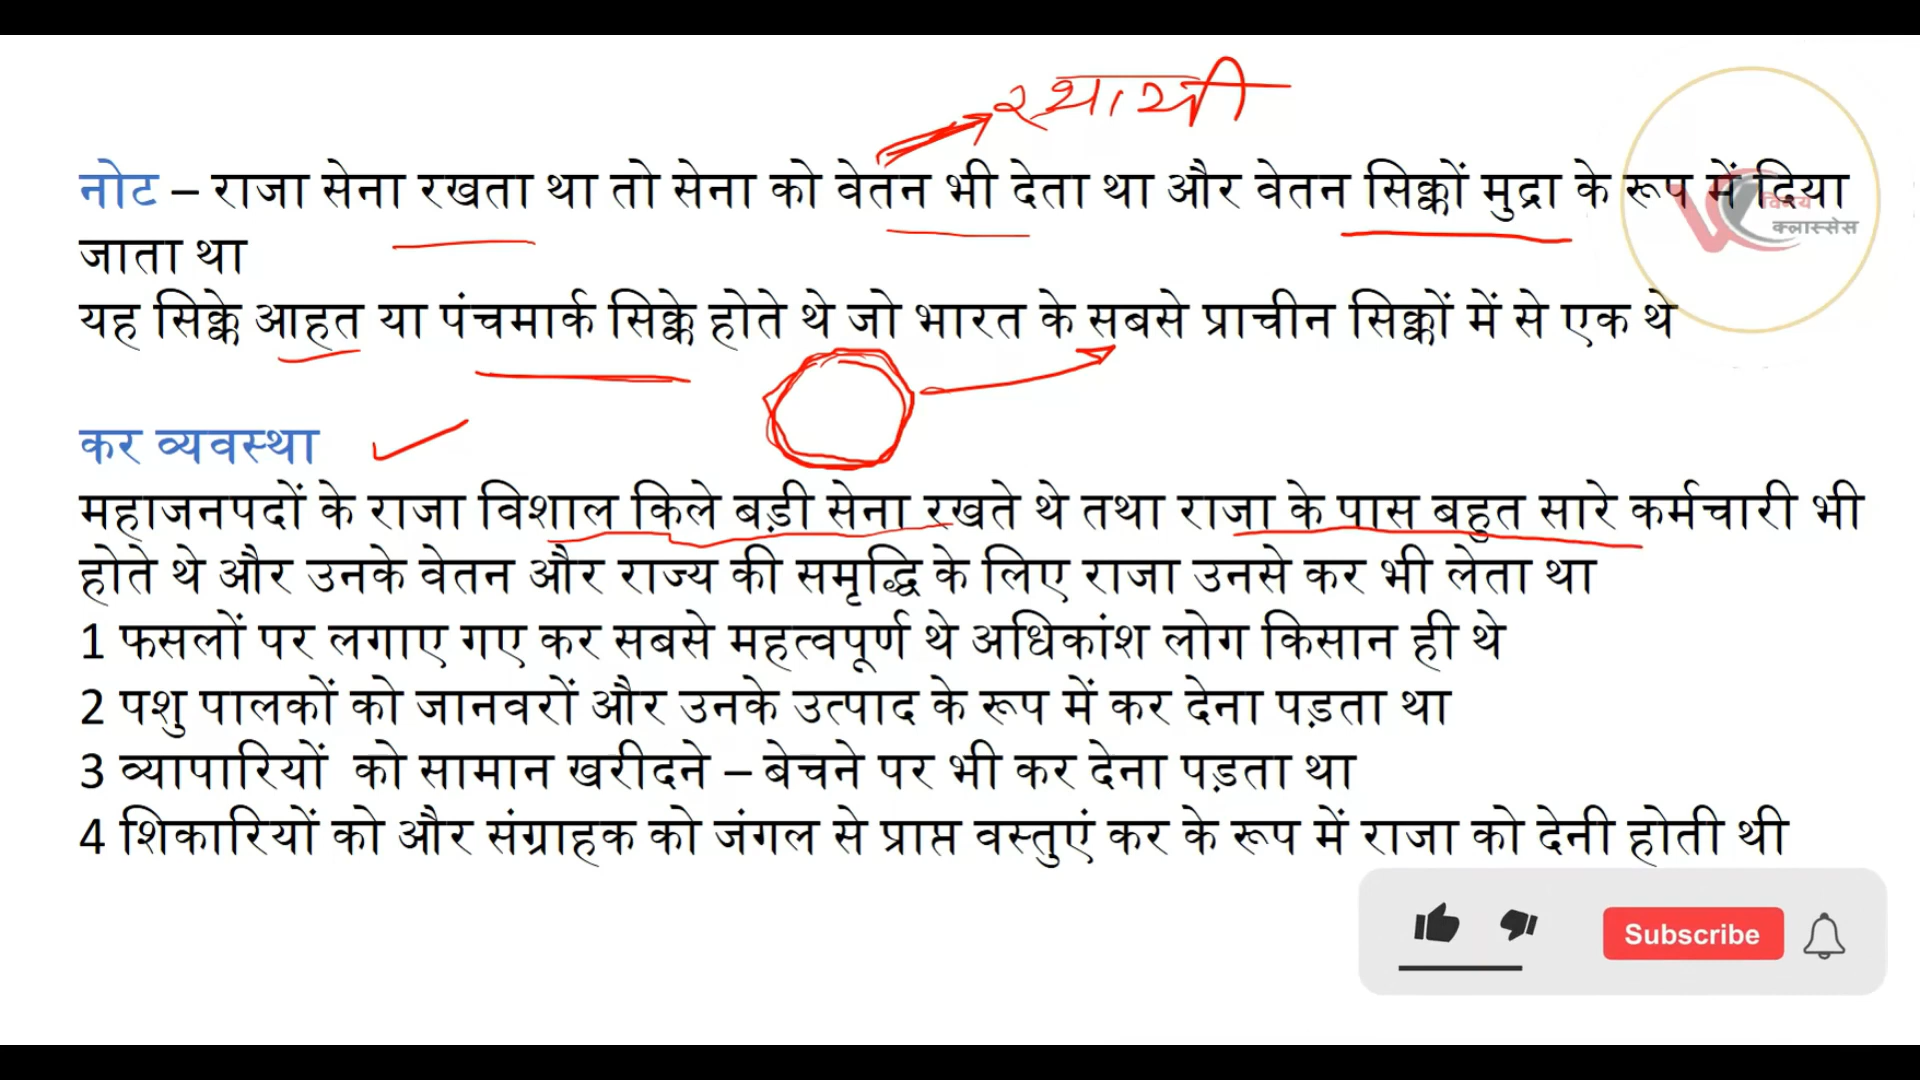 स्थायी
नोट – राजा सेना रखता था तो सेना को वेतन भी देता था और वेतन सिक्कों मुद्रा के रूप में दिया
जाता था
यह सिक्के आहत या पंचमार्क सिक्के होते थे जो भारत के सबसे प्राचीन सिक्कों में से एक थे
विनय
क्लास्सेस
कर व्यवस्था
महाजनपदों के राजा विशाल किले बड़ी सेना रखते थे तथा राजा के पास बहुत सारे कर्मचारी भी
होते थे और उनके वेतन और राज्य की समृद्धि के लिए राजा उनसे कर भी लेता था
1 फसलों पर लगाए गए कर सबसे महत्वपूर्ण थे अधिकांश लोग किसान ही थे
2 पशु पालकों को जानवरों और उनके उत्पाद के रूप में कर देना पड़ता था
3 व्यापारियों को सामान खरीदने – बेचने पर भी कर देना पड़ता था
4 शिकारियों को और संग्राहक को जंगल से प्राप्त वस्तुएं कर के रूप में राजा को देनी होती थी
Subscribe